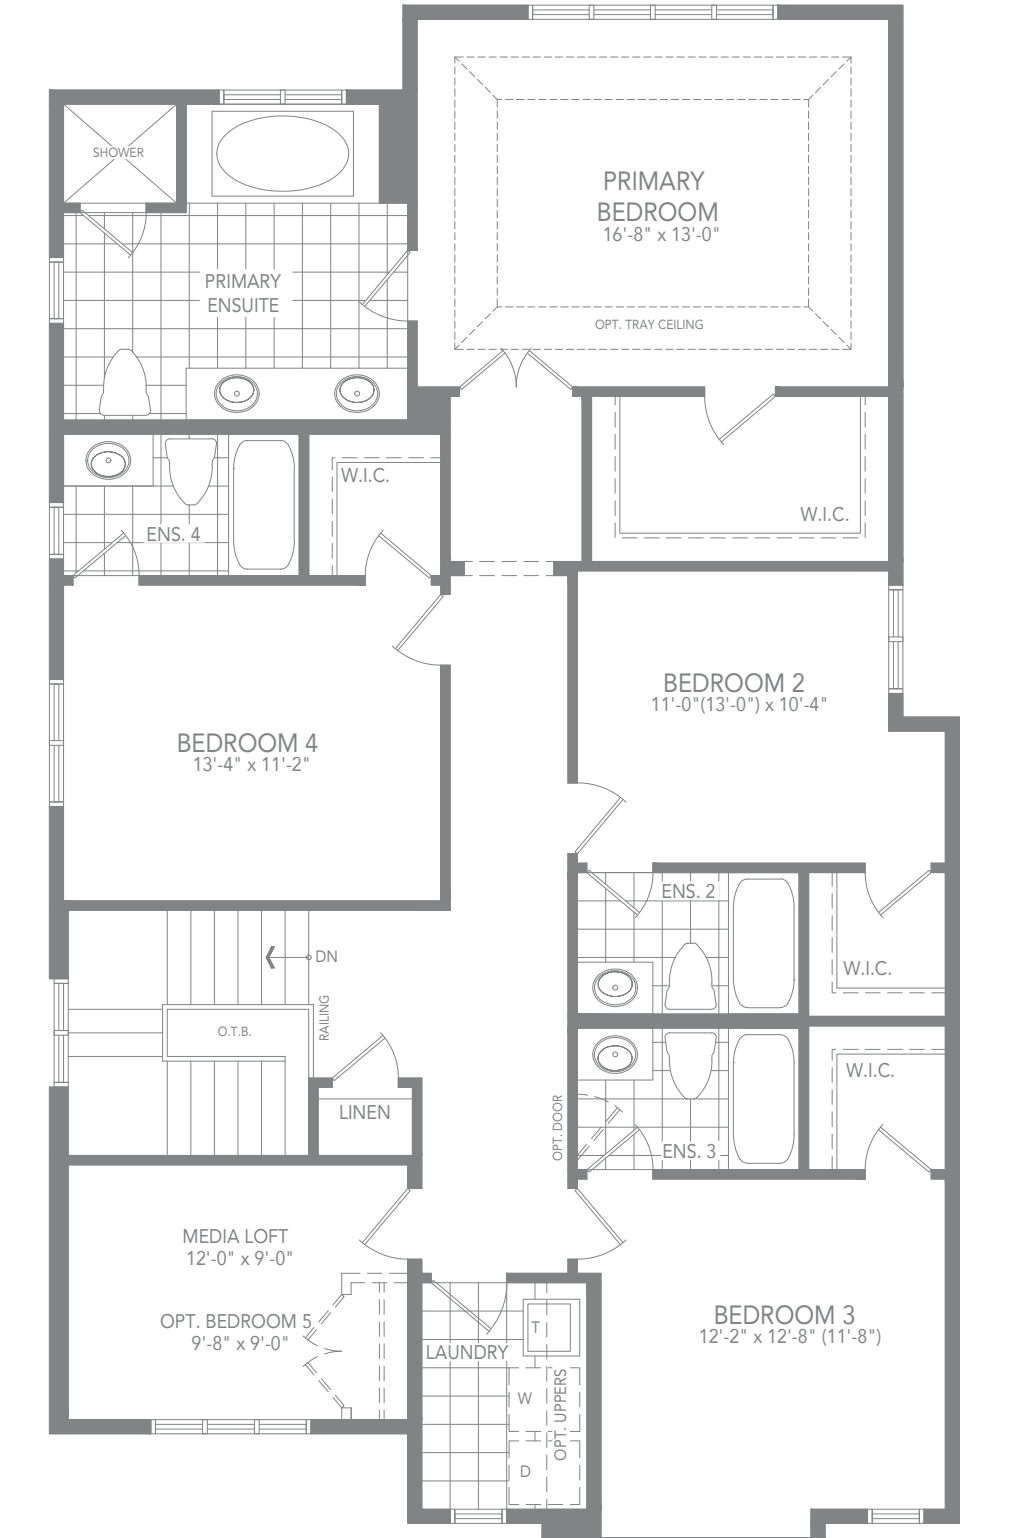 SHOWER
PRIMARY
BEDROOM
16'-8" x 13'-0"
PRIMARY
ENSUITE
OPT. TRAY CEILING
W.I.C.
W.I.C.
ENS. 4
BEDROOM 2
11'-0"(13'-0") x 10'-4"
BEDROOM 4
13'-4" x 11'-2"
ENS. 2
DN
W.I.C.
RAILING
O.T.B.
W.I.C.
LINEN
OPT. DOOR
ENS. 3
MEDIA LOFT
12'-0" x 9'-0"
OPT. BEDROOM 5
9'-8" x 9'-0"
BEDROOM 3
12'-2" x 12'-8" (11'-8")
T
LAUNDRY
W
OPT. UPPERS
D